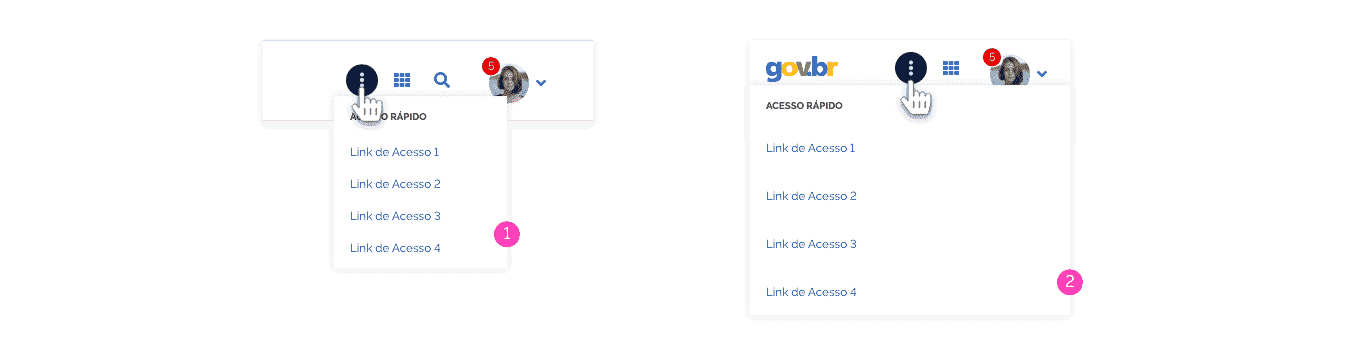 5
ACESSO RÁPIDO
Link de Acesso 1
Link de Acesso 2
Link de Acesso 3
Link de Acesso 4
1
gov.br
5
ACESSO RÁPIDO
Link de Acesso 1
Link de Acesso 2
Link de Acesso 3
Link de Acesso 4
2